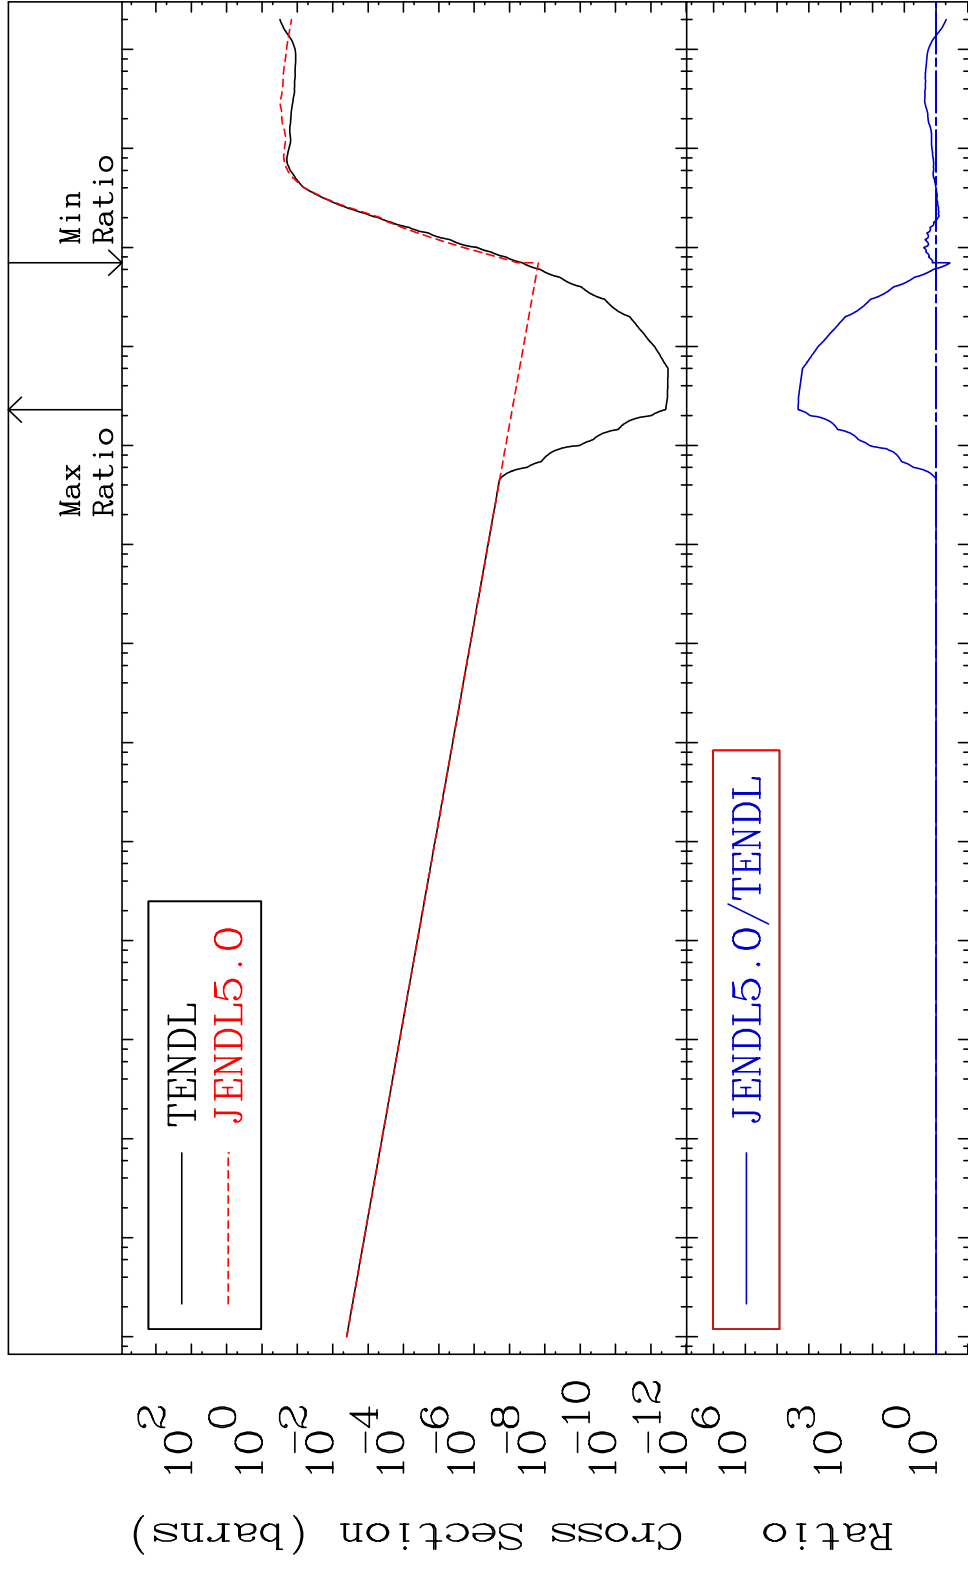 Max
Ratio
Min
Ratio
TENDL
JENDL5.0
JENDL5.0/TENDL
10^2
10^0
10^-2
10^-4
10^-6
10^-8
10^-10
10^-12
10^6
10^3
10^0
Cross Section (barns)
Ratio